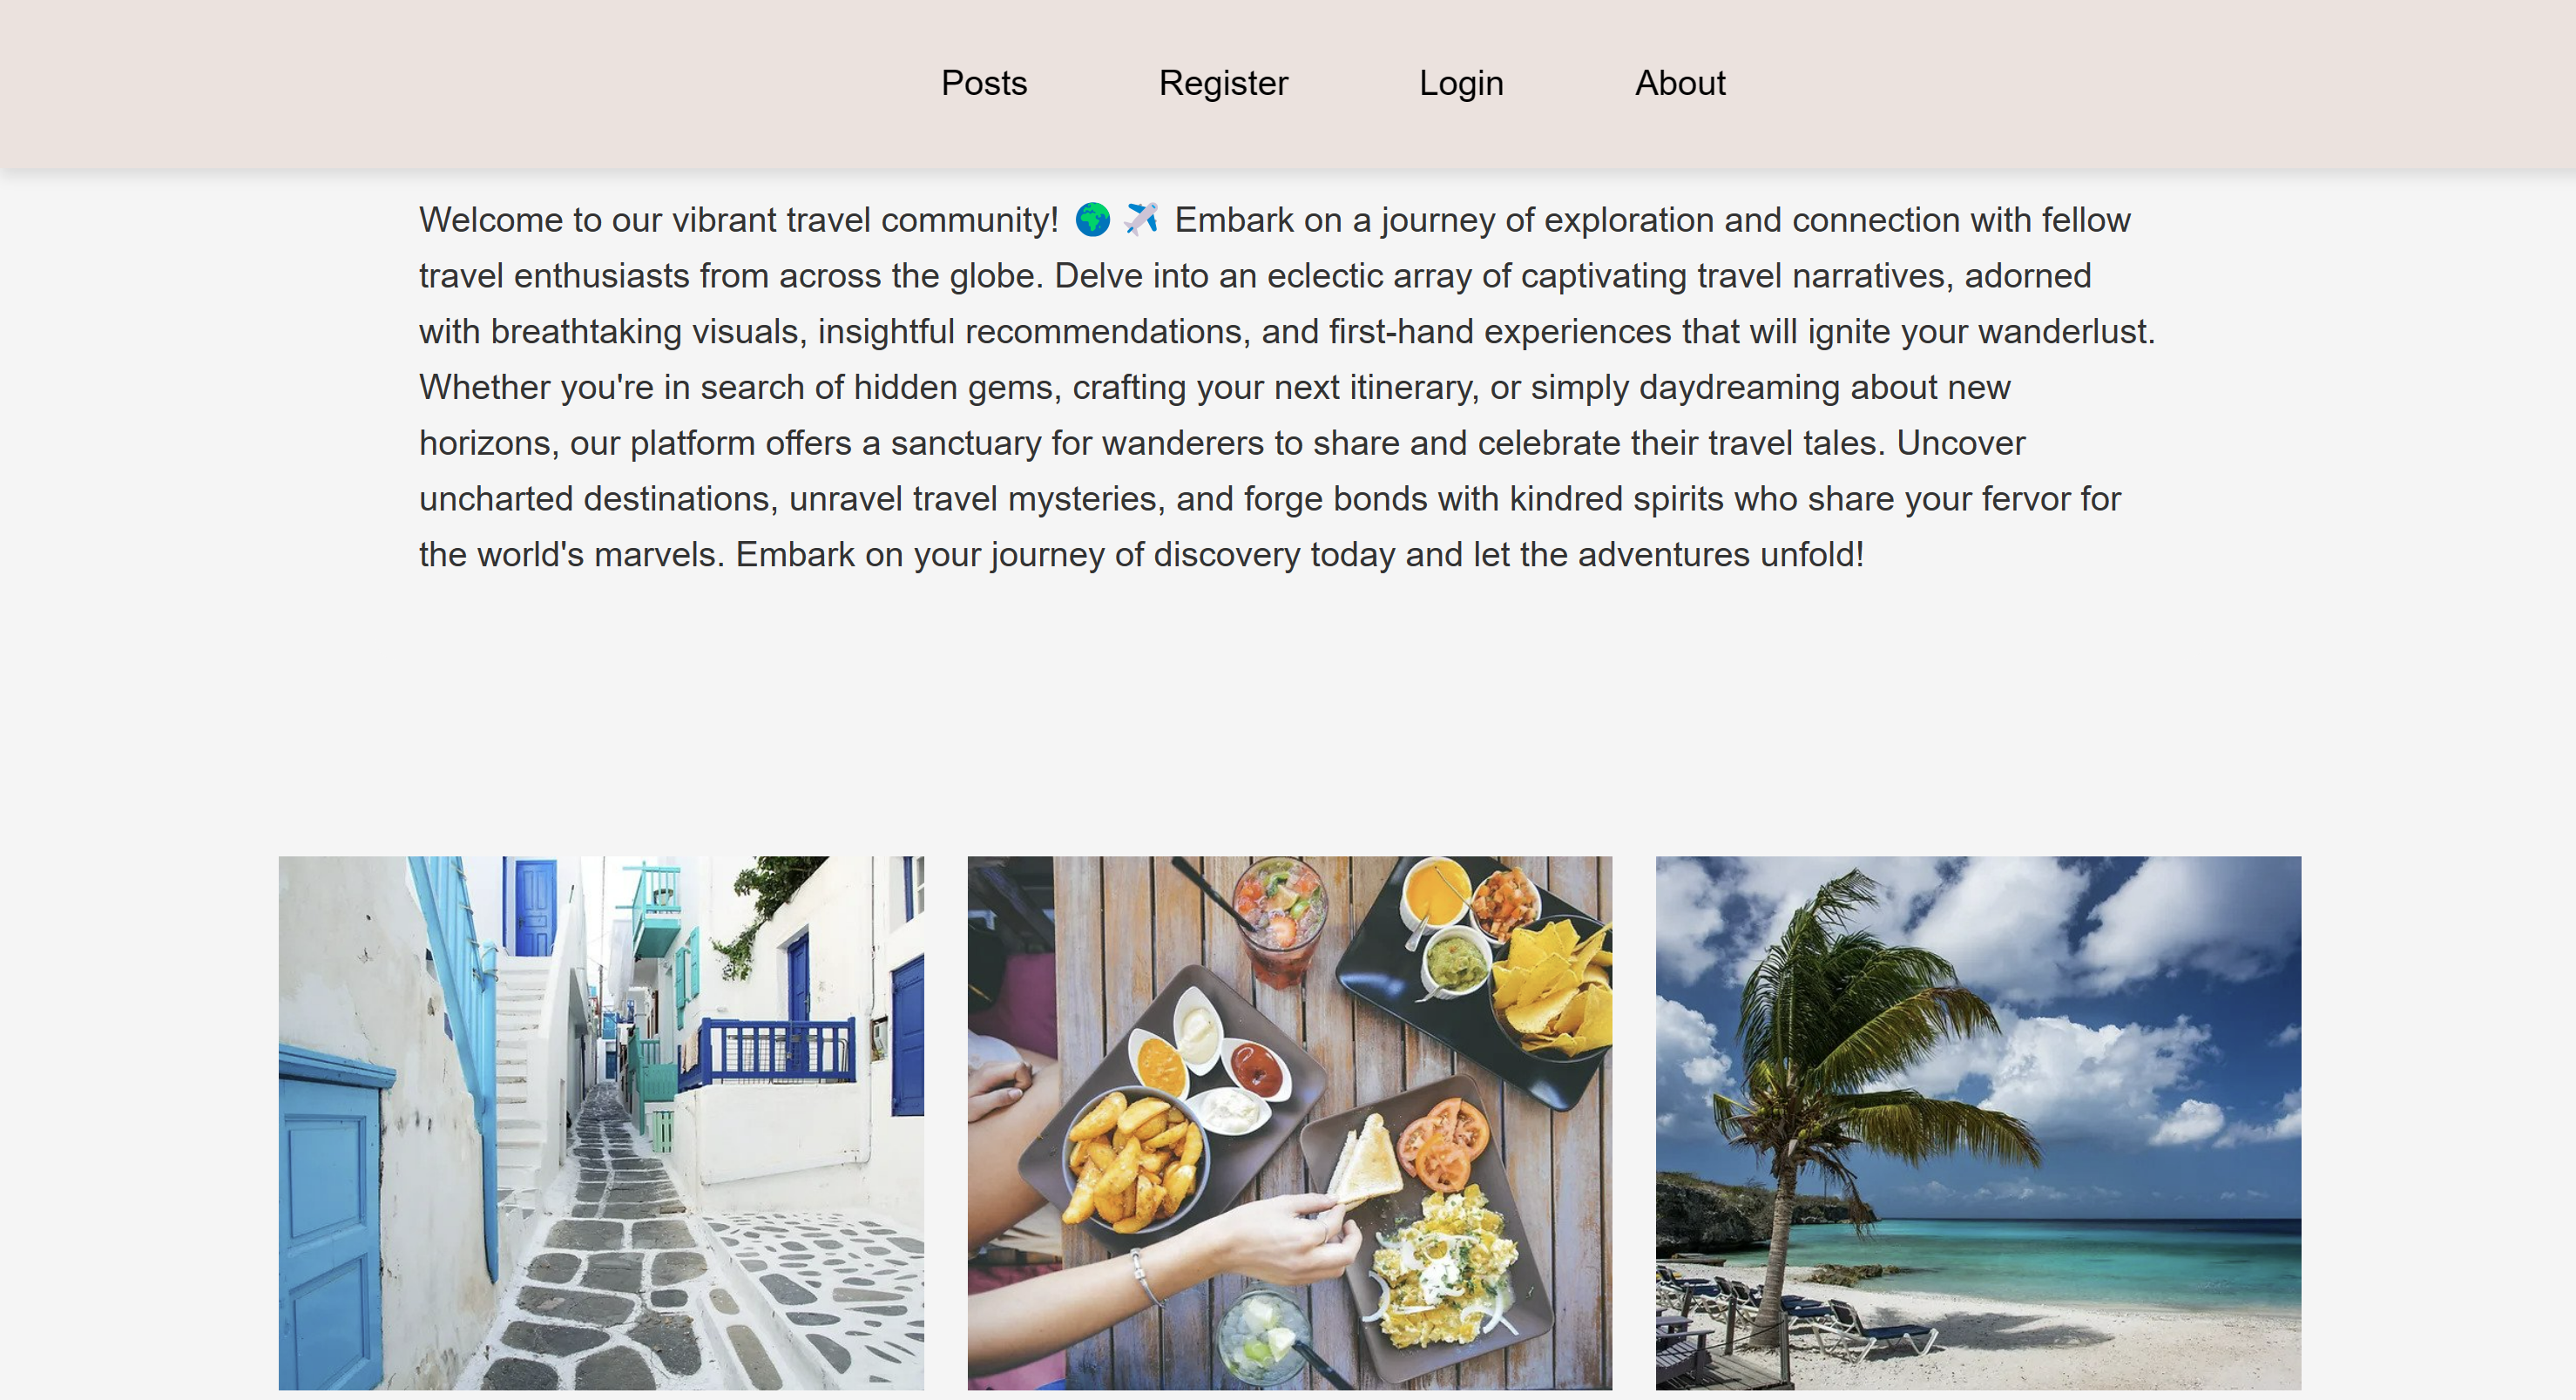 Posts Register Login About
Welcome to our vibrant travel community! 🌍✈️ Embark on a journey of exploration and connection with fellow
travel enthusiasts from across the globe. Delve into an eclectic array of captivating travel narratives, adorned
with breathtaking visuals, insightful recommendations, and first-hand experiences that will ignite your wanderlust.
Whether you're in search of hidden gems, crafting your next itinerary, or simply daydreaming about new
horizons, our platform offers a sanctuary for wanderers to share and celebrate their travel tales. Uncover
uncharted destinations, unravel travel mysteries, and forge bonds with kindred spirits who share your fervor for
the world's marvels. Embark on your journey of discovery today and let the adventures unfold!